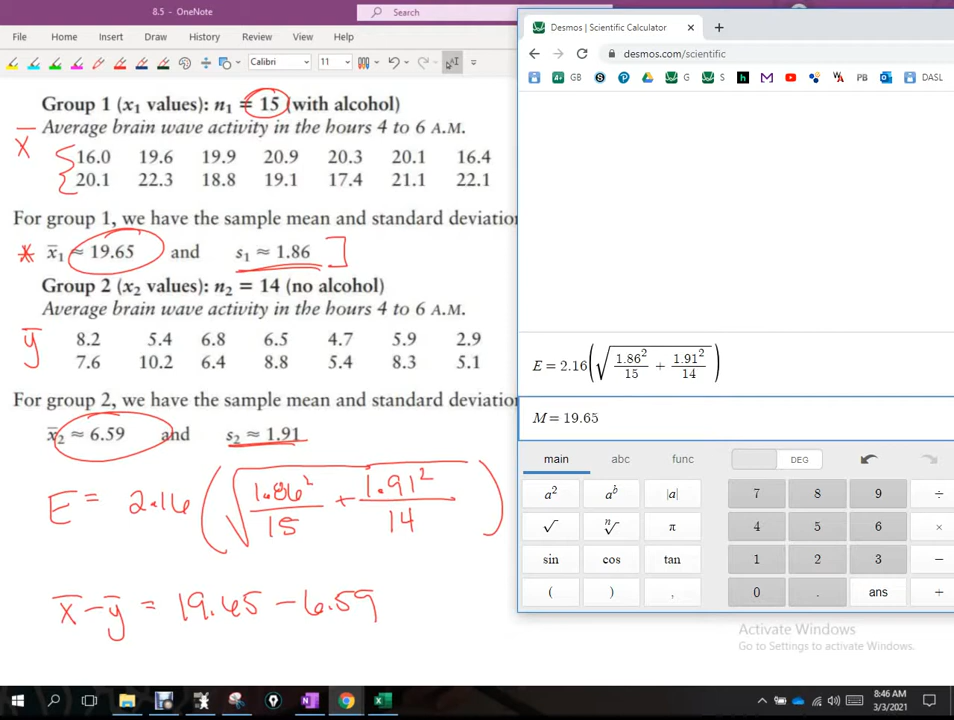 8.5 - OneNote
Search
File Home Insert Draw History Review View Help
Calibri 11
Group 1 (x₁ values): n₁ = 15 (with alcohol)
Average brain wave activity in the hours 4 to 6 A.M.
x̄
16.0 19.6 19.9 20.9 20.3 20.1 16.4
20.1 22.3 18.8 19.1 17.4 21.1 22.1
For group 1, we have the sample mean and standard deviation
* x̄₁ ≈ 19.65 and s₁ ≈ 1.86 ]
Group 2 (x₂ values): n₂ = 14 (no alcohol)
Average brain wave activity in the hours 4 to 6 A.M.
ȳ
8.2 5.4 6.8 6.5 4.7 5.9 2.9
7.6 10.2 6.4 8.8 5.4 8.3 5.1
For group 2, we have the sample mean and standard deviation
x̄₂ ≈ 6.59 and s₂ ≈ 1.91
E = 2.16 (√(1.86²/15 + 1.91²/14))
x̄ - ȳ = 19.65 - 6.59
Desmos | Scientific Calculator
desmos.com/scientific
GB G S h WA PB DASL
E = 2.16(√(1.86²/15 + 1.91²/14))
M = 19.65
main abc func DEG
a² aᵇ |a| 7 8 9 ÷
√ ⁿ√ π 4 5 6 ×
sin cos tan 1 2 3 −
( ) , 0 . ans +
Activate Windows
Go to Settings to activate Windows.
8:46 AM
3/3/2021